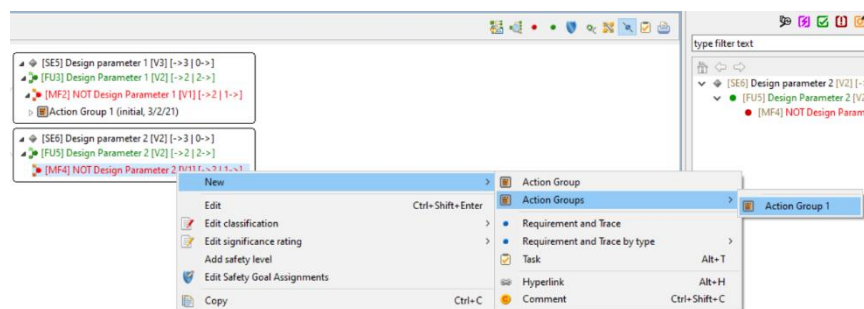 type filter text
[SE5] Design parameter 1 [V3] [->3 | 0->]
[FU3] Design Parameter 1 [V2] [->2 | 2->]
[MF2] NOT Design Parameter 1 [V1] [->2 | 1->]
Action Group 1 (initial, 3/2/21)
[SE6] Design parameter 2 [V2] [->3 | 0->]
[FU5] Design Parameter 2 [V2] [->2 | 2->]
[MF4] NOT Design Parameter 2 [V1] [->2 | 1->]
[SE6] Design parameter 2 [V2] [-
[FU5] Design Parameter 2 [V2
[MF4] NOT Design Param
New
Edit Ctrl+Shift+Enter
Edit classification
Edit significance rating
Add safety level
Edit Safety Goal Assignments
Copy Ctrl+C
Action Group
Action Groups
Requirement and Trace
Requirement and Trace by type
Task Alt+T
Hyperlink Alt+H
Comment Ctrl+Shift+C
Action Group 1